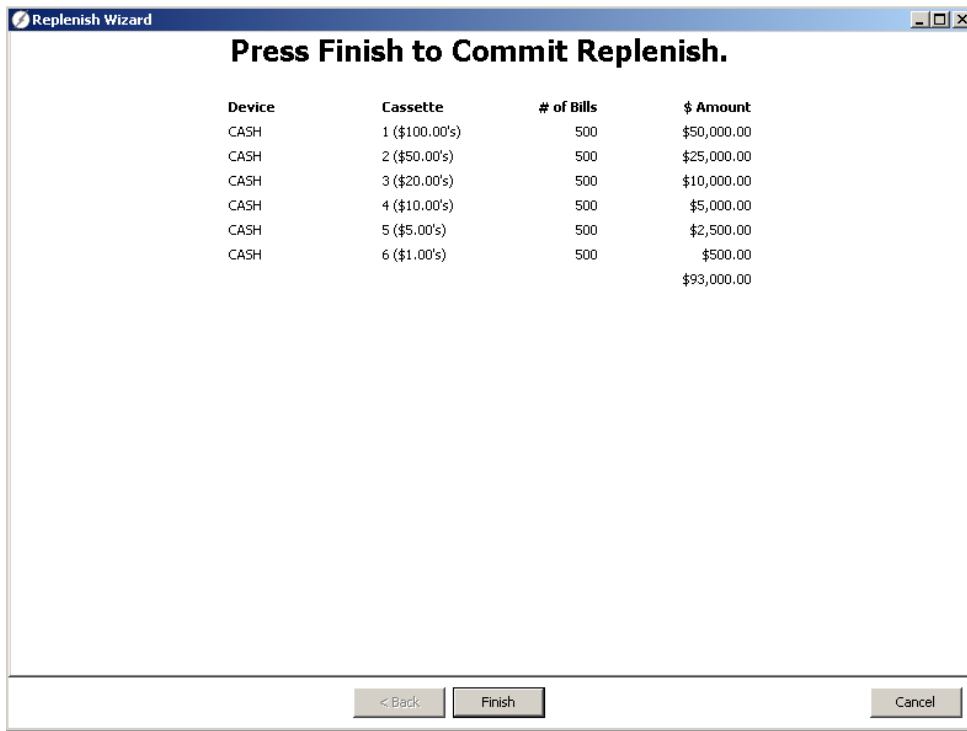 Replenish Wizard
Press Finish to Commit Replenish.
Device Cassette # of Bills $ Amount
CASH 1 ($100.00's) 500 $50,000.00
CASH 2 ($50.00's) 500 $25,000.00
CASH 3 ($20.00's) 500 $10,000.00
CASH 4 ($10.00's) 500 $5,000.00
CASH 5 ($5.00's) 500 $2,500.00
CASH 6 ($1.00's) 500 $500.00
$93,000.00
< Back Finish Cancel